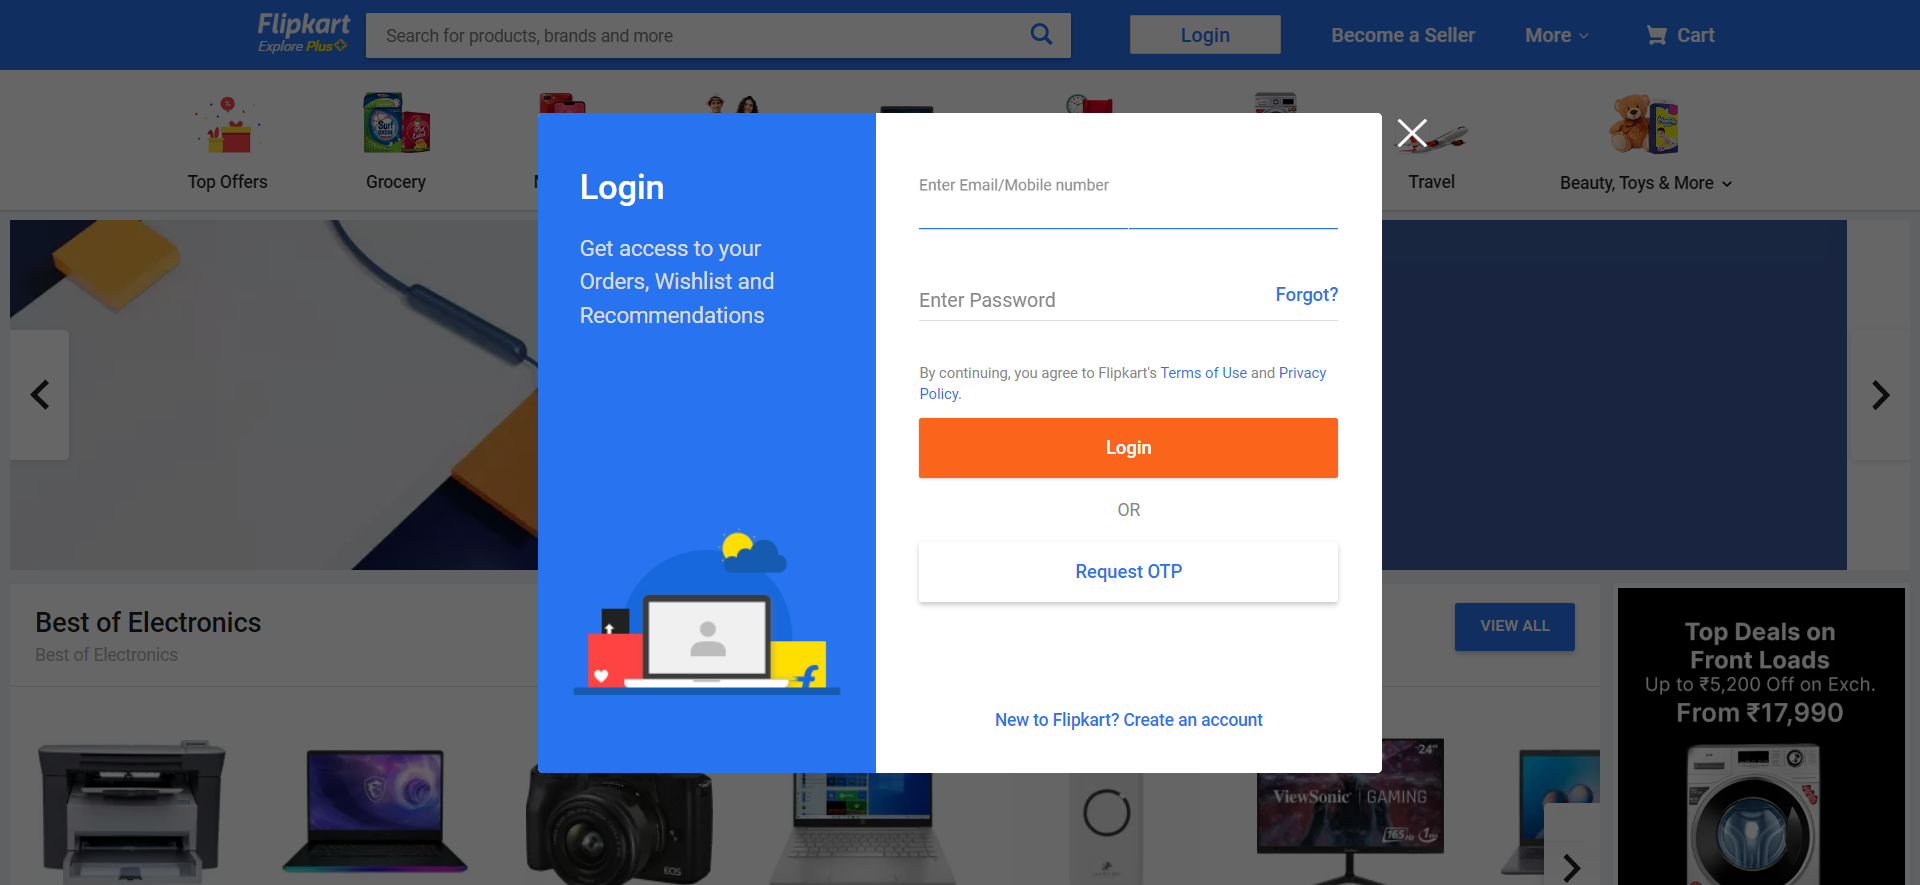 Flipkart
Explore Plus
Search for products, brands and more
Login
Become a Seller
More
Cart
Top Offers
Grocery
Travel
Beauty, Toys & More
Login
Get access to your
Orders, Wishlist and
Recommendations
Enter Email/Mobile number
Enter Password
Forgot?
By continuing, you agree to Flipkart's Terms of Use and Privacy
Policy.
Login
OR
Request OTP
New to Flipkart? Create an account
Best of Electronics
Best of Electronics
VIEW ALL
Top Deals on
Front Loads
Up to ₹5,200 Off on Exch.
From ₹17,990
Surf
excel
EOS
24"
ViewSonic GAMING
165Hz